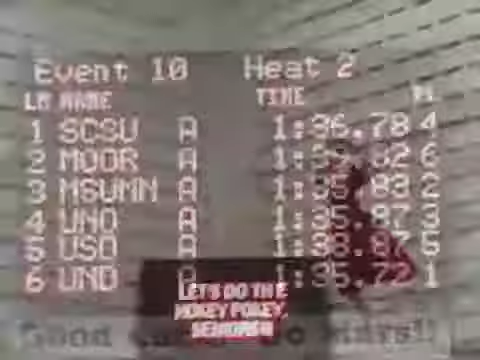 Event 10 Heat 2
LN NAME TIME PL
1 SCSU A 1:36.78 4
2 MOOR A 6
3 MSUMN A 1:35.83 2
4 UNO A 1:35.87 3
5 USD A 1:38.87 5
6 UND A 1:35.72 1
LET'S DO THE
HOKEY POKEY,
Good